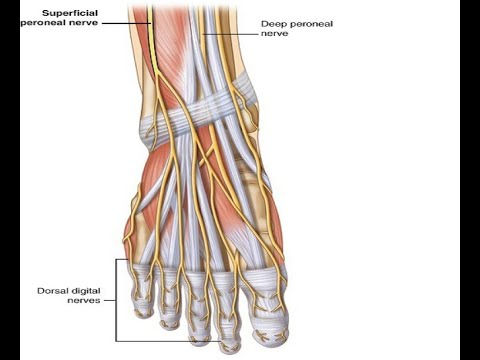 Superficial
peroneal nerve
Deep peroneal
nerve
Dorsal digital
nerves